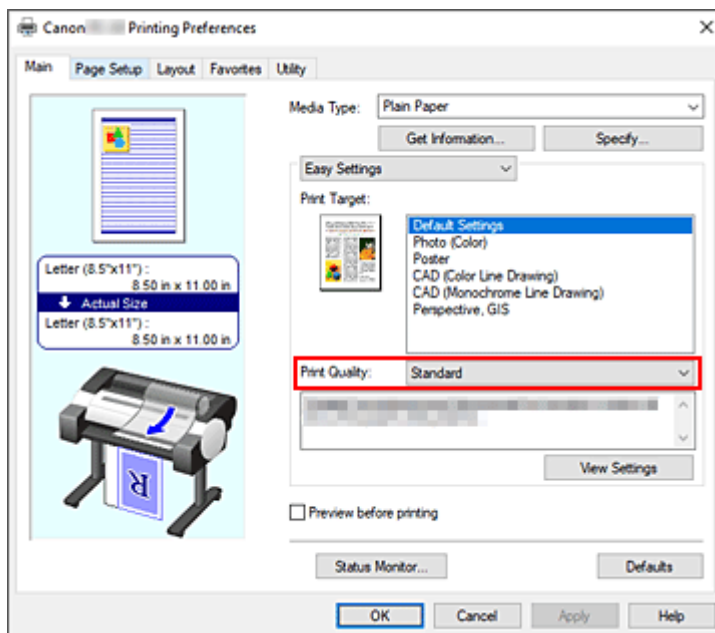 Canon Printing Preferences
Main Page Setup Layout Favorites Utility
Media Type: Plain Paper
Get Information... Specify...
Easy Settings
Print Target:
Default Settings
Photo (Color)
Poster
CAD (Color Line Drawing)
CAD (Monochrome Line Drawing)
Perspective, GIS
Letter (8.5"x11") :
8.50 in x 11.00 in
Actual Size
Letter (8.5"x11") :
8.50 in x 11.00 in
R
Print Quality: Standard
View Settings
Preview before printing
Status Monitor... Defaults
OK Cancel Apply Help